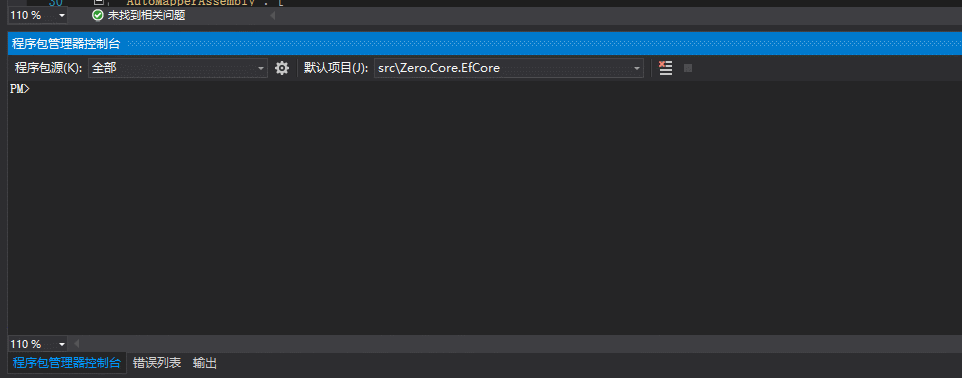 30 "AutoMapperAssembly": [
110 % 未找到相关问题
程序包管理器控制台
程序包源(K): 全部 默认项目(J): src\Zero.Core.EfCore
PM>
110 %
程序包管理器控制台 错误列表 输出